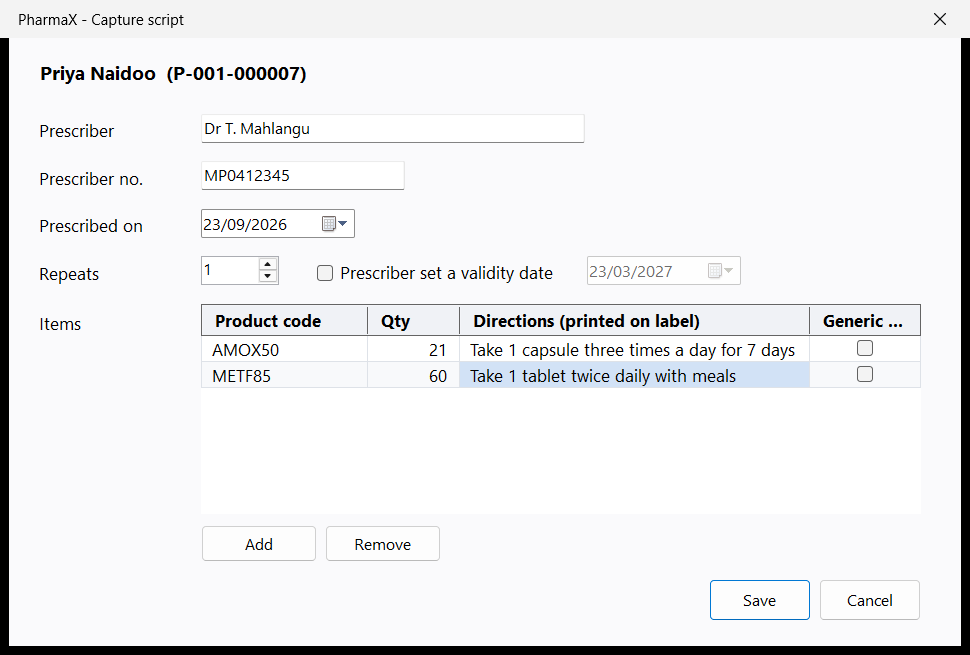 PharmaX - Capture script
Priya Naidoo (P-001-000007)
Prescriber Dr T. Mahlangu
Prescriber no. MP0412345
Prescribed on 23/09/2026
Repeats 1 Prescriber set a validity date 23/03/2027
Items
Product code Qty Directions (printed on label) Generic ...
AMOX50 21 Take 1 capsule three times a day for 7 days
METF85 60 Take 1 tablet twice daily with meals
Add Remove
Save Cancel